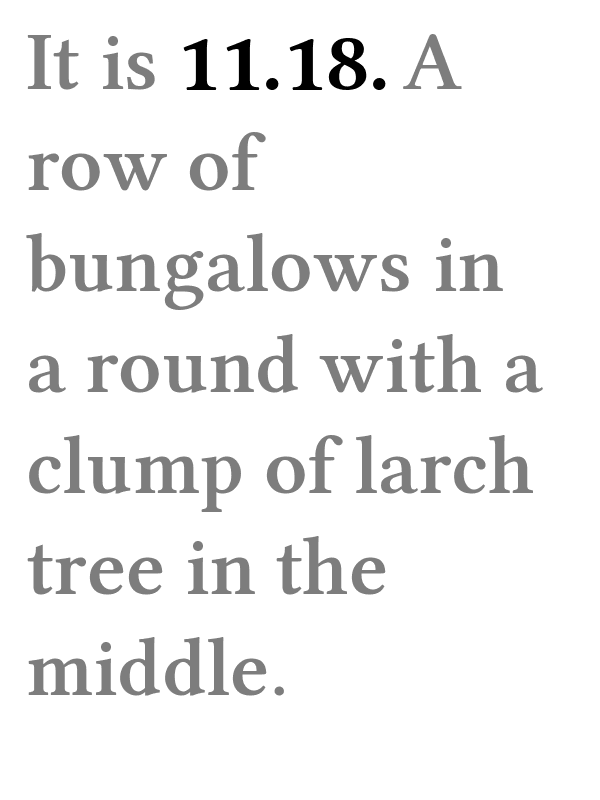 It is 11.18. A
row of
bungalows in
a round with a
clump of larch
tree in the
middle.